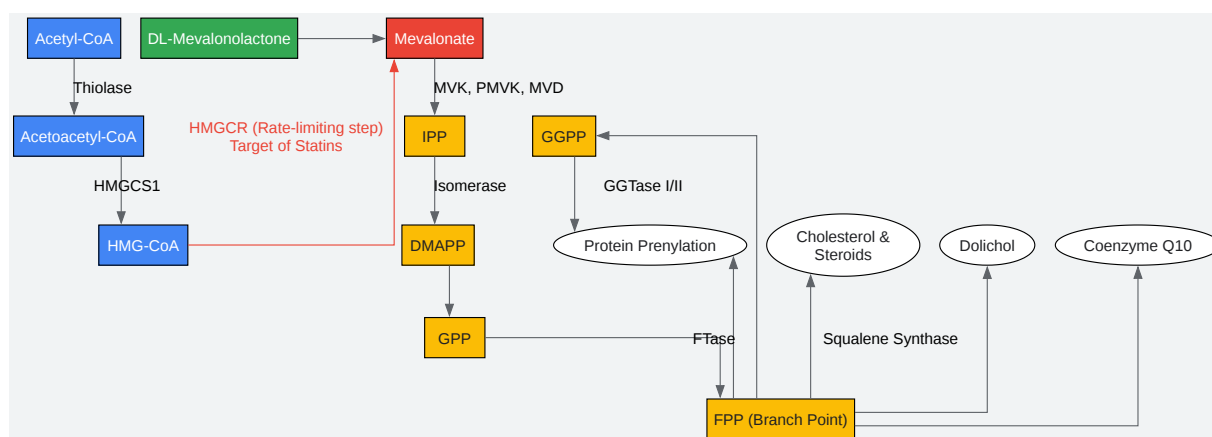 Acetyl-CoA
DL-Mevalonolactone
Mevalonate
Thiolase
MVK, PMVK, MVD
Acetoacetyl-CoA
HMGCR (Rate-limiting step)
Target of Statins
IPP
GGPP
HMGCS1
Isomerase
GGTase I/II
HMG-CoA
DMAPP
Protein Prenylation
Cholesterol &
Steroids
Dolichol
Coenzyme Q10
GPP
FTase
Squalene Synthase
FPP (Branch Point)